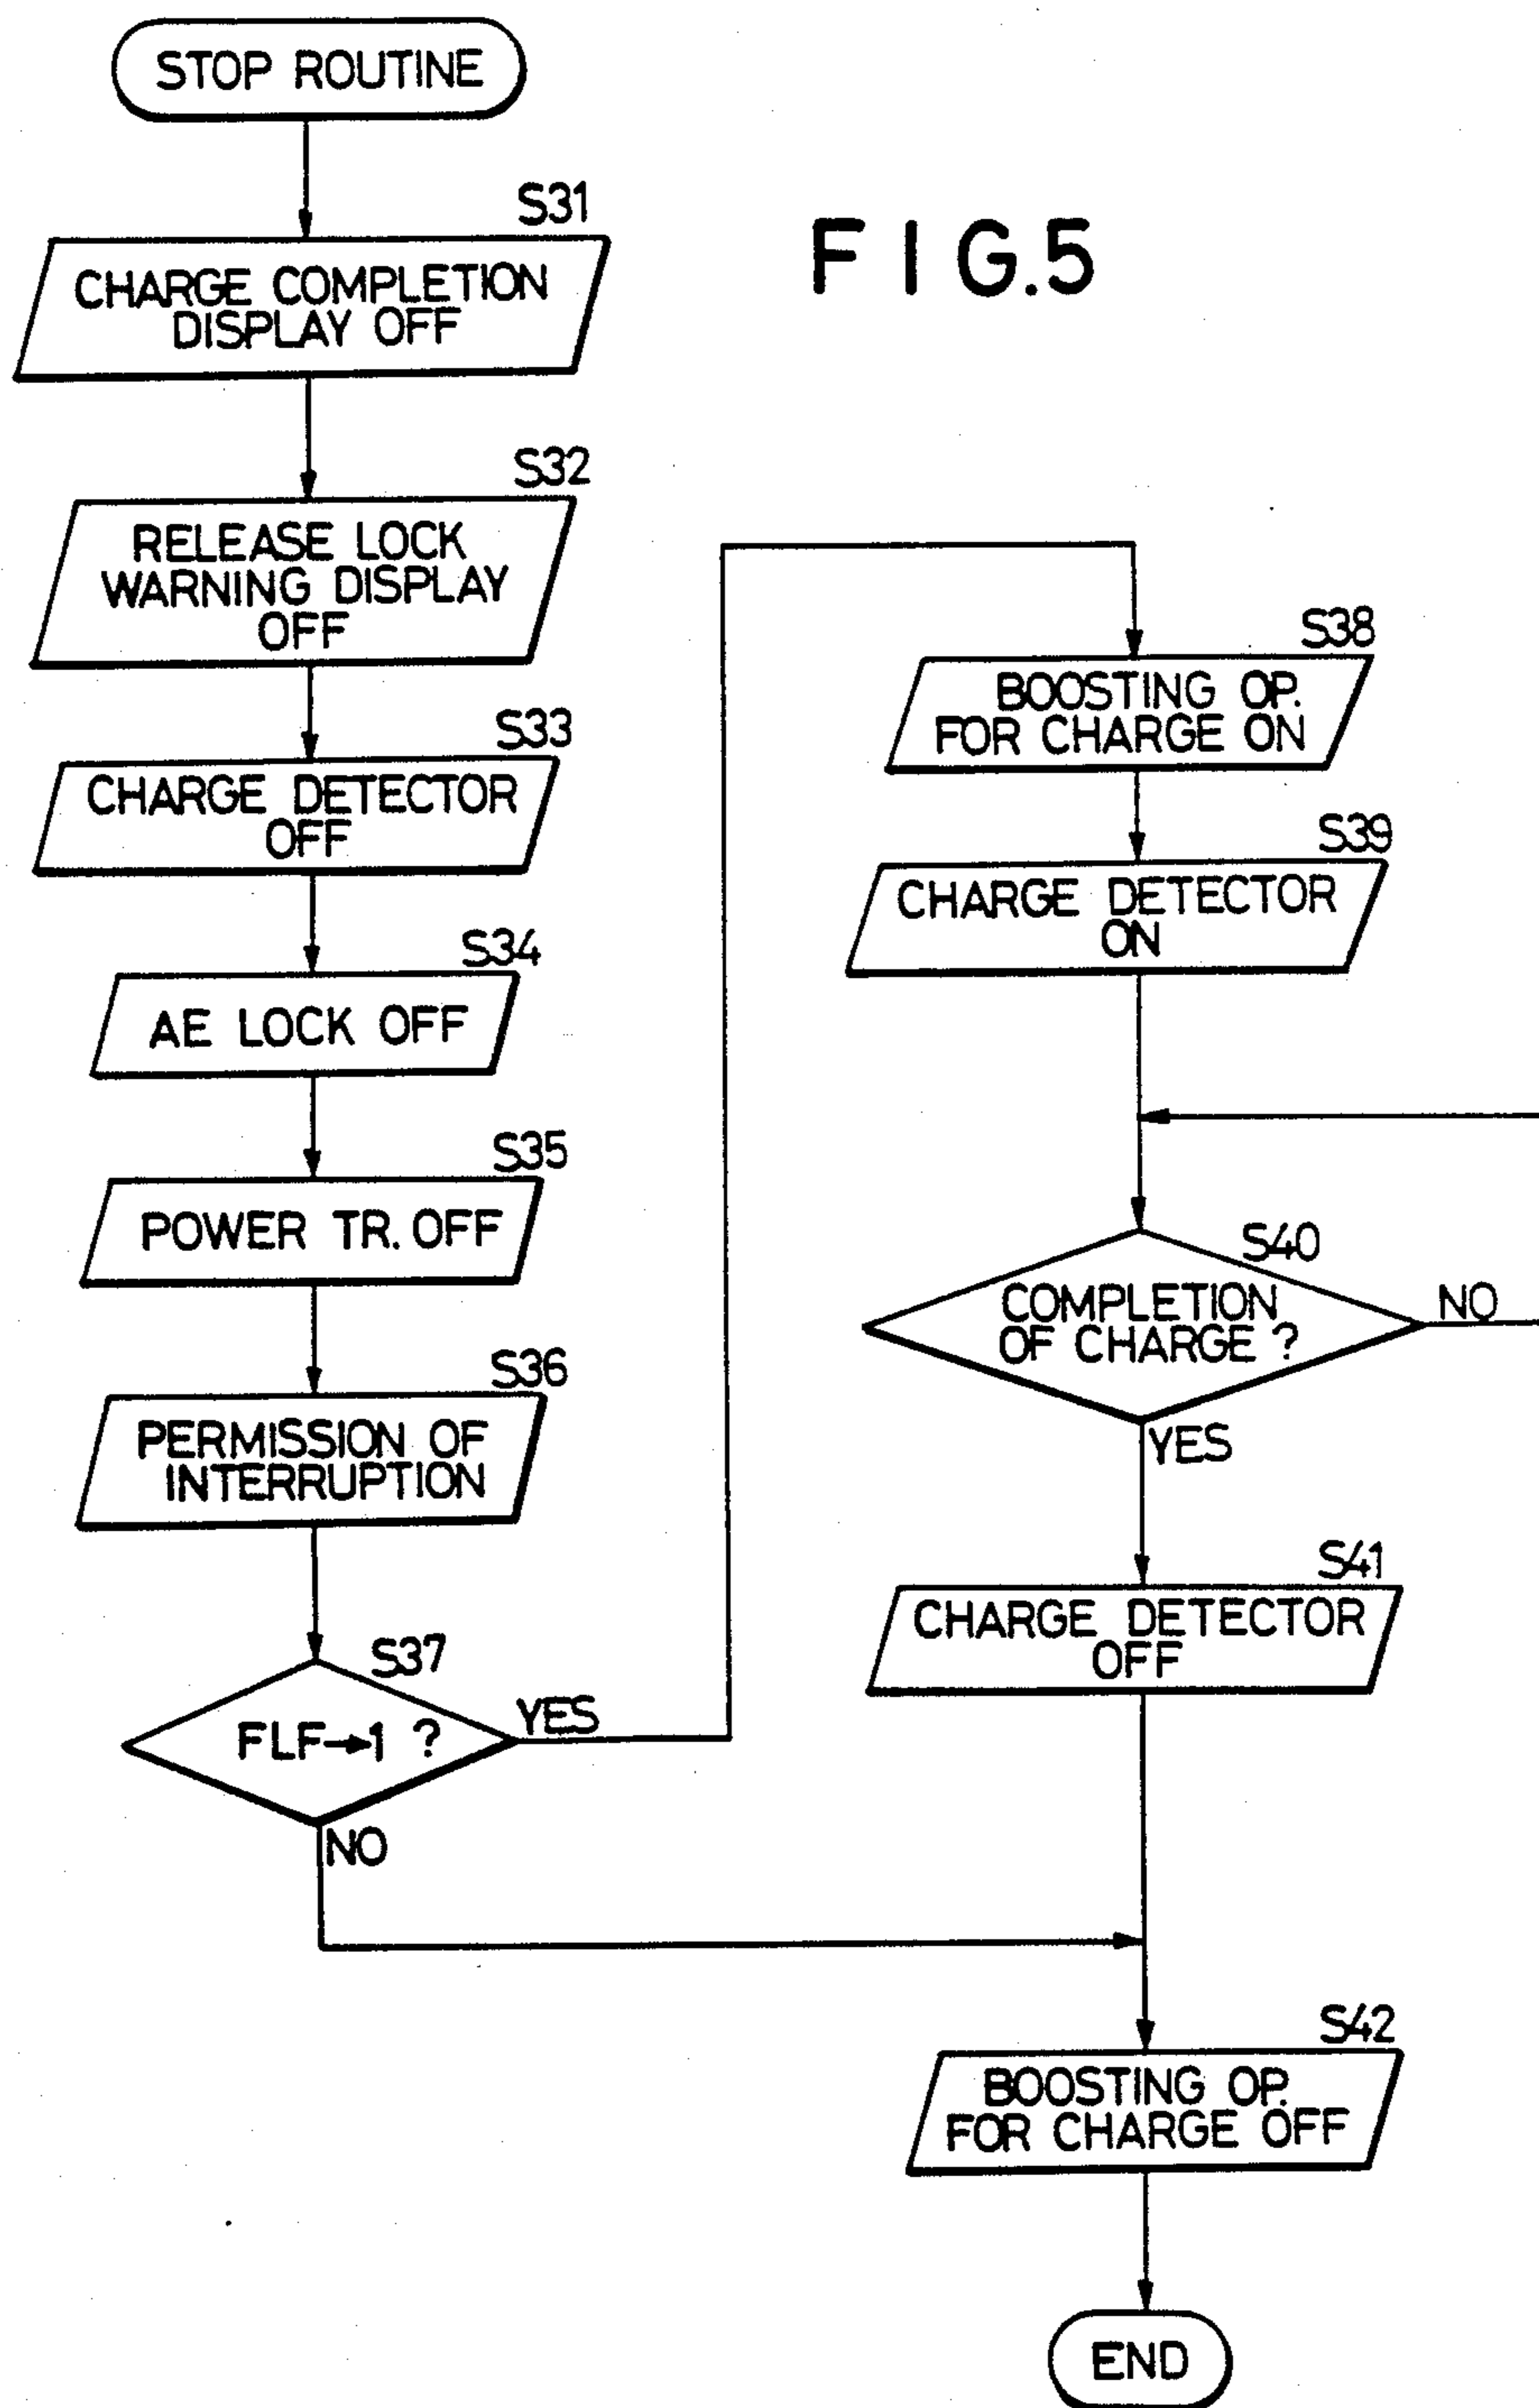 STOP ROUTINE
FIG.5
S31
CHARGE COMPLETION
DISPLAY OFF
S32
RELEASE LOCK
WARNING DISPLAY
OFF
S33
CHARGE DETECTOR
OFF
S34
AE LOCK OFF
S35
POWER TR. OFF
S36
PERMISSION OF
INTERRUPTION
S37
FLF→1 ?
YES
NO
S38
BOOSTING OP.
FOR CHARGE ON
S39
CHARGE DETECTOR
ON
S40
COMPLETION
OF CHARGE ?
NO
YES
S41
CHARGE DETECTOR
OFF
S42
BOOSTING OP.
FOR CHARGE OFF
END